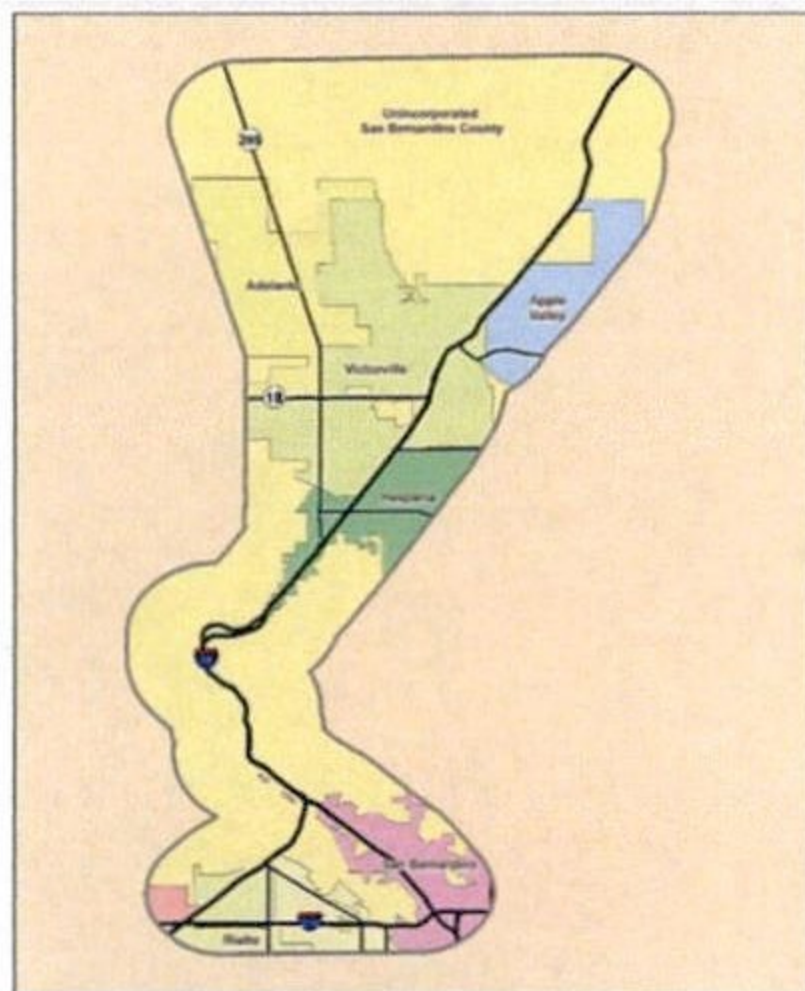 Unincorporated
San Bernardino County
395
Adelanto
Apple
Valley
Victorville
18
Hesperia
San Bernardino
Rialto